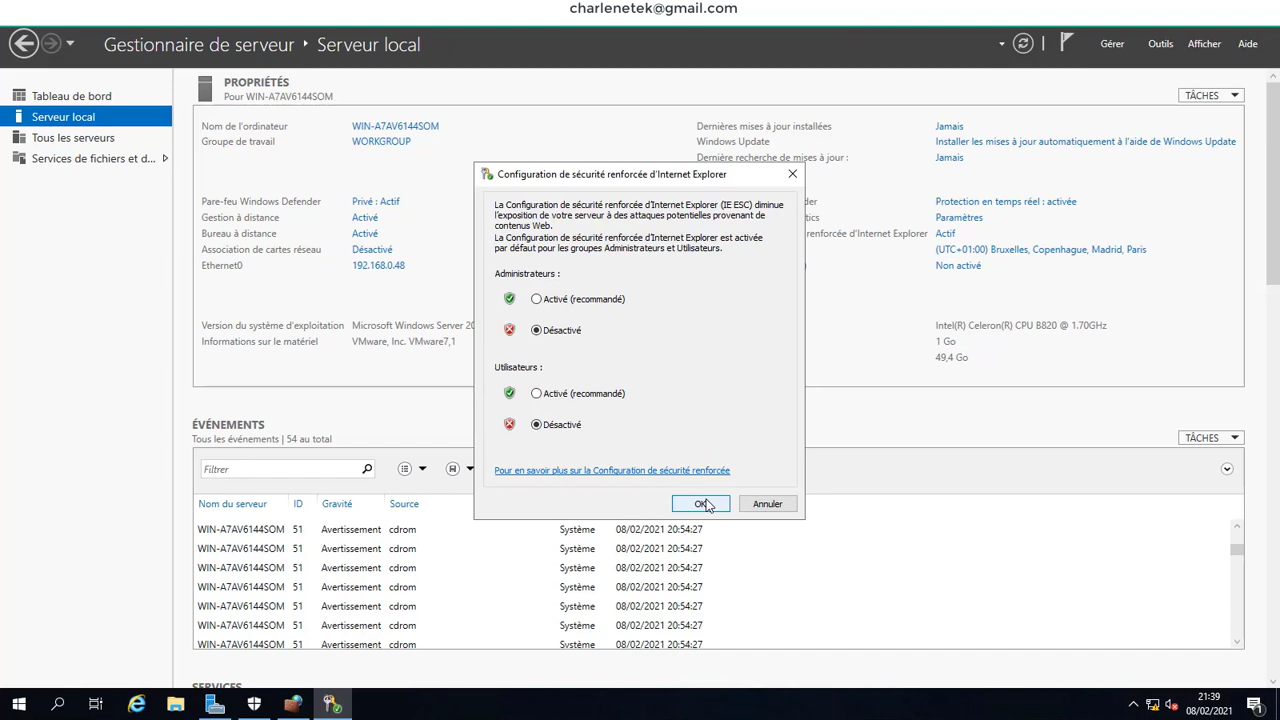 charlenetek@gmail.com
Gestionnaire de serveur ‣ Serveur local
Gérer Outils Afficher Aide
Tableau de bord
Serveur local
Tous les serveurs
Services de fichiers et d...
PROPRIÉTÉS
Pour WIN-A7AV6144SOM
TÂCHES
Nom de l'ordinateur WIN-A7AV6144SOM
Groupe de travail WORKGROUP
Dernières mises à jour installées Jamais
Windows Update Installer les mises à jour automatiquement à l'aide de Windows Update
Dernière recherche de mises à jour : Jamais
Pare-feu Windows Defender Privé : Actif
Gestion à distance Activé
Bureau à distance Activé
Association de cartes réseau Désactivé
Ethernet0 192.168.0.48
Protection en temps réel : activée
tics Paramètres
renforcée d'Internet Explorer Actif
(UTC+01:00) Bruxelles, Copenhague, Madrid, Paris
Non activé
Version du système d'exploitation Microsoft Windows Server 20
Informations sur le matériel VMware, Inc. VMware7,1
Intel(R) Celeron(R) CPU B820 @ 1.70GHz
1 Go
49,4 Go
Configuration de sécurité renforcée d'Internet Explorer
La Configuration de sécurité renforcée d'Internet Explorer (IE ESC) diminue
l'exposition de votre serveur à des attaques potentielles provenant de
contenus Web.
La Configuration de sécurité renforcée d'Internet Explorer est activée
par défaut pour les groupes Administrateurs et Utilisateurs.
Administrateurs :
Activé (recommandé)
Désactivé
Utilisateurs :
Activé (recommandé)
Désactivé
Pour en savoir plus sur la Configuration de sécurité renforcée
OK Annuler
ÉVÉNEMENTS
Tous les événements | 54 au total
TÂCHES
Filtrer
Nom du serveur ID Gravité Source
WIN-A7AV6144SOM 51 Avertissement cdrom Système 08/02/2021 20:54:27
WIN-A7AV6144SOM 51 Avertissement cdrom Système 08/02/2021 20:54:27
WIN-A7AV6144SOM 51 Avertissement cdrom Système 08/02/2021 20:54:27
WIN-A7AV6144SOM 51 Avertissement cdrom Système 08/02/2021 20:54:27
WIN-A7AV6144SOM 51 Avertissement cdrom Système 08/02/2021 20:54:27
WIN-A7AV6144SOM 51 Avertissement cdrom Système 08/02/2021 20:54:27
WIN-A7AV6144SOM 51 Avertissement cdrom Système 08/02/2021 20:54:27
SERVICES
21:39
08/02/2021
1